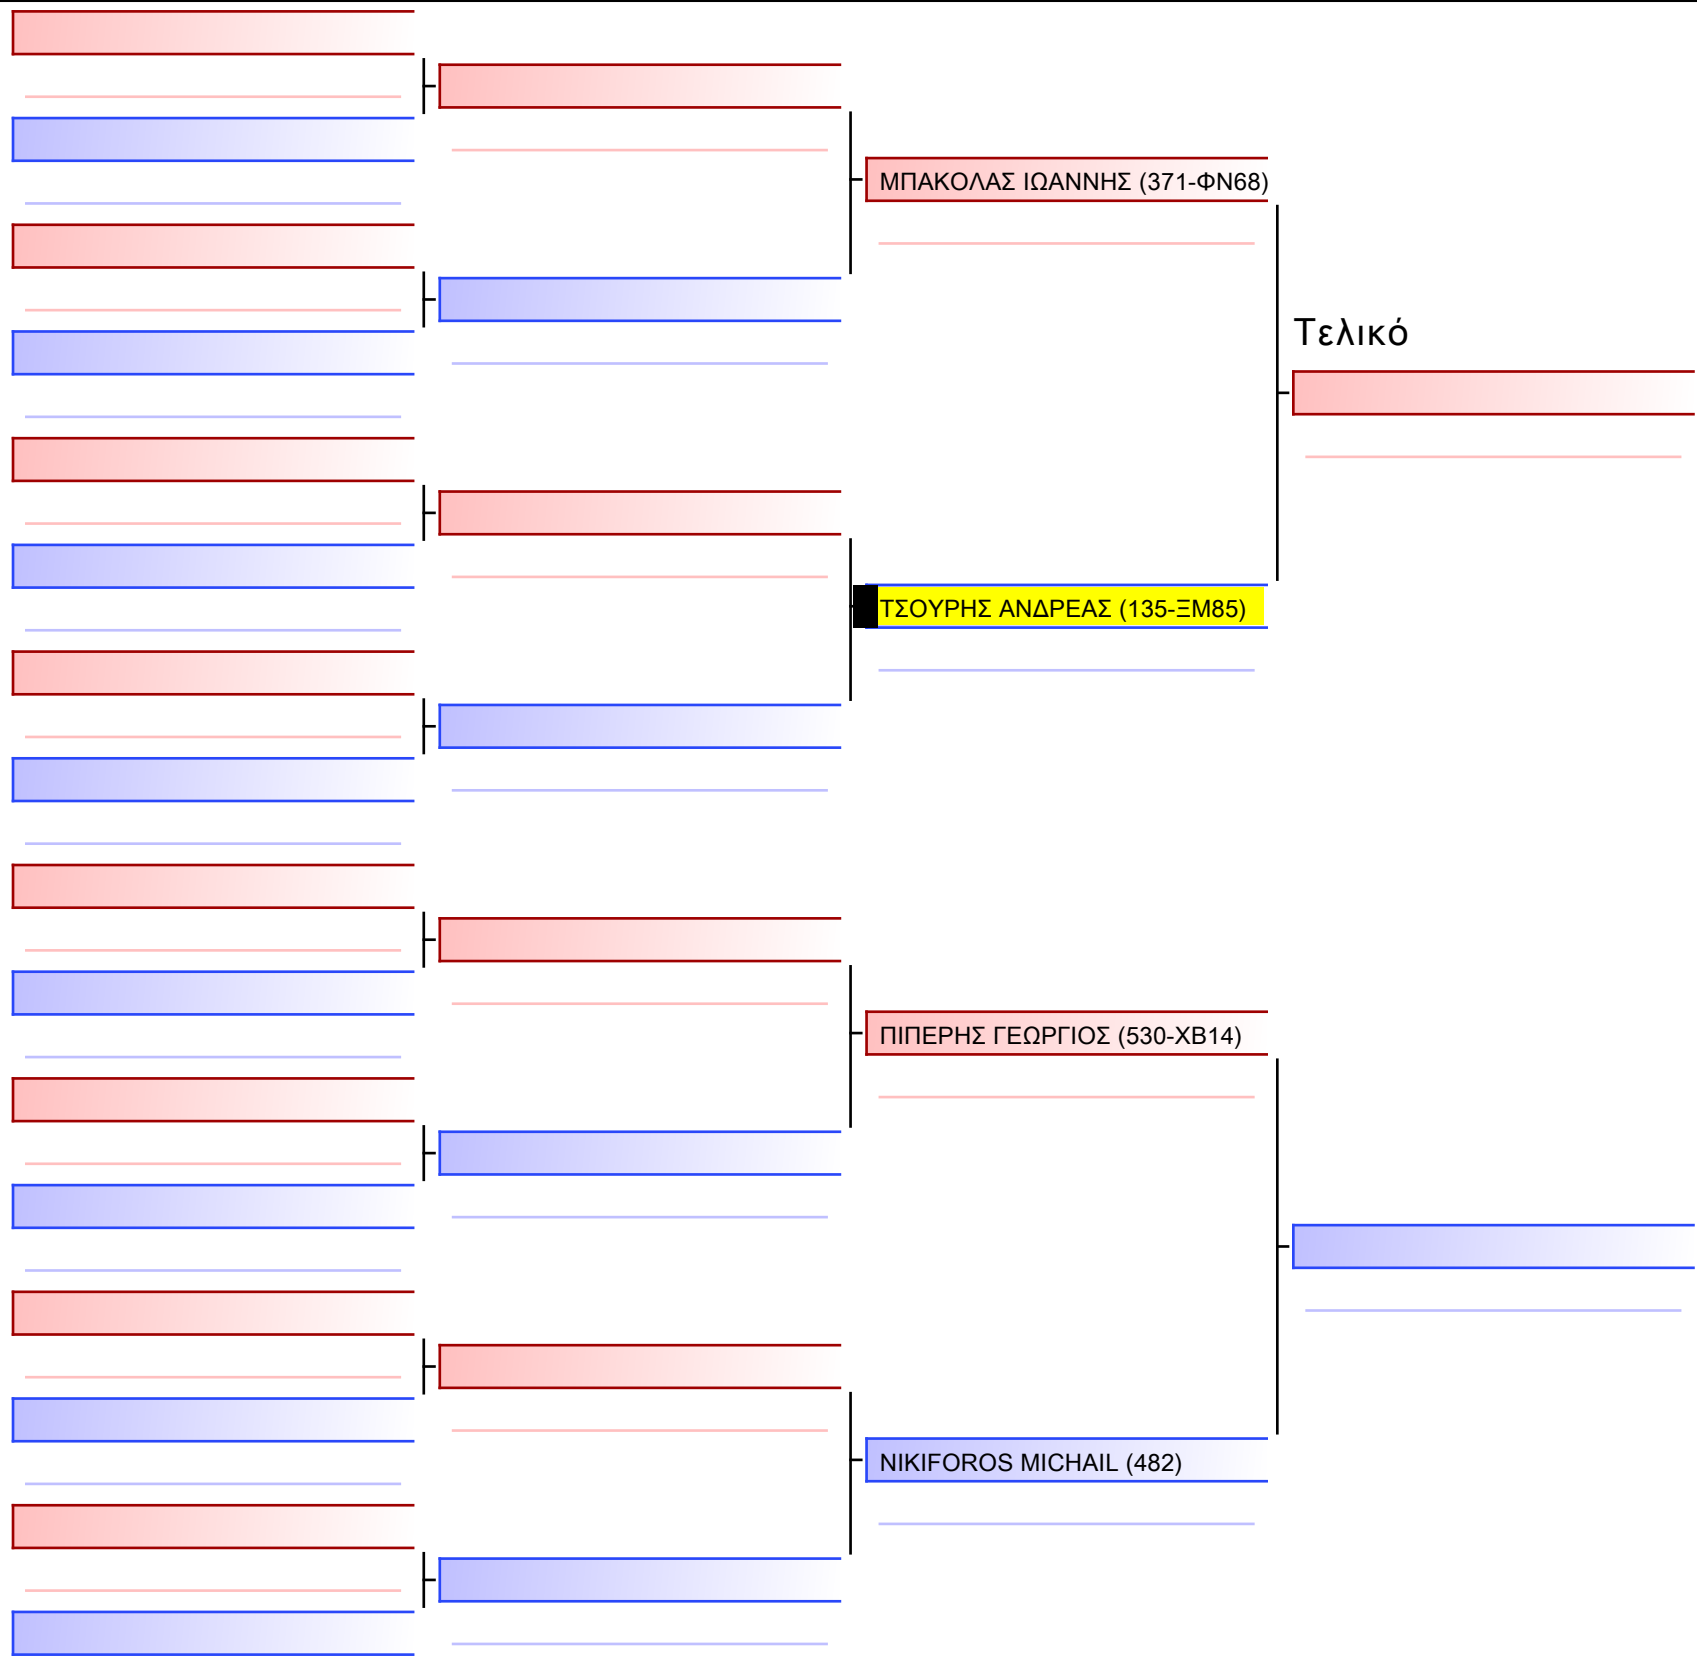 ΜΠΑΚΟΛΑΣ ΙΩΑΝΝΗΣ (371-ΦΝ68)
Τελικό
ΤΣΟΥΡΗΣ ΑΝΔΡΕΑΣ (135-ΞΜ85)
ΠΙΠΕΡΗΣ ΓΕΩΡΓΙΟΣ (530-ΧΒ14)
NIKIFOROS MICHAIL (482)